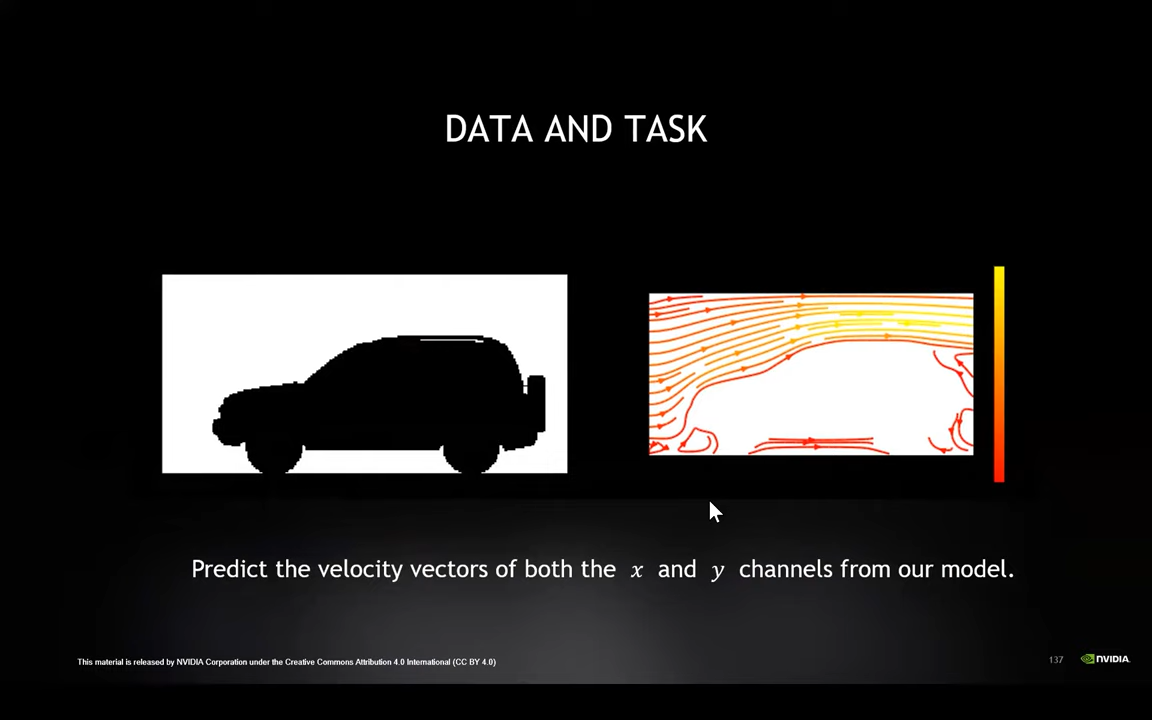 DATA AND TASK
Predict the velocity vectors of both the x and y channels from our model.
This material is released by NVIDIA Corporation under the Creative Commons Attribution 4.0 International (CC BY 4.0)
137
NVIDIA.